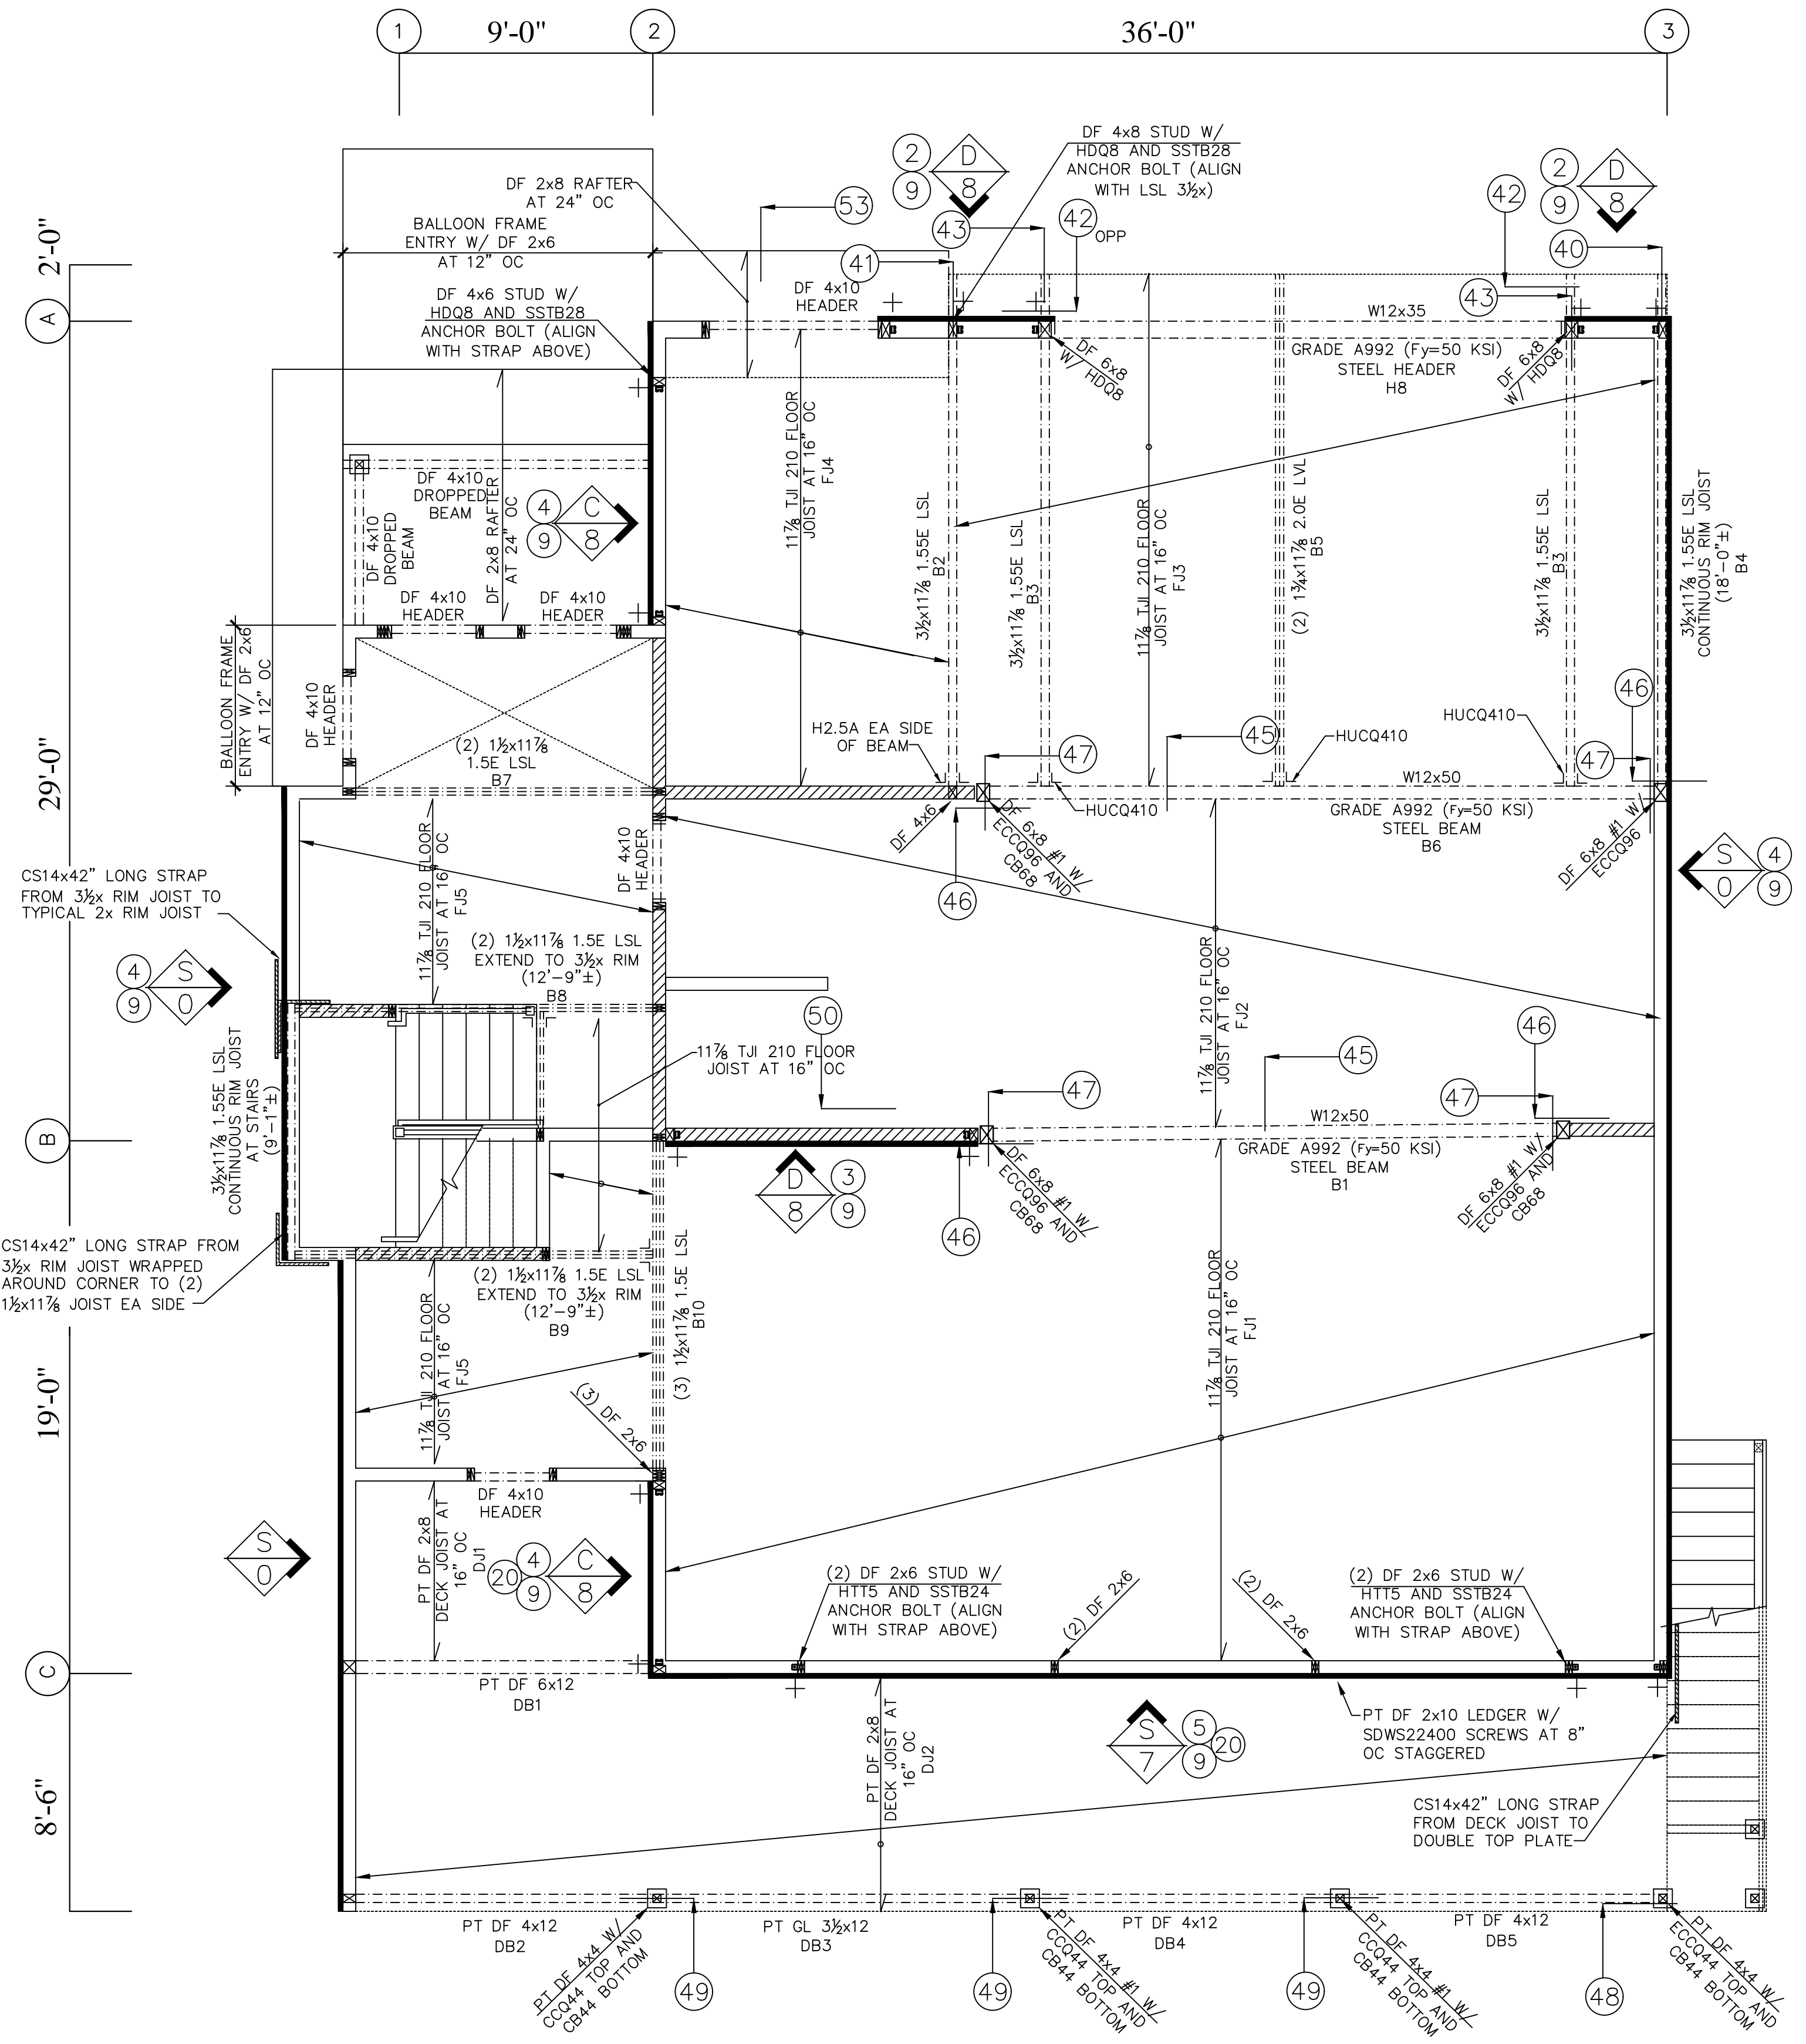 1
9'-0"
2
36'-0"
3
2'-0"
A
29'-0"
B
19'-0"
C
8'-6"
DF 2x8 RAFTER
AT 24” OC
53
BALLOON FRAME
ENTRY W/ DF 2x6
AT 12” OC
DF 4x6 STUD W/
HDQ8 AND SSTB28
ANCHOR BOLT (ALIGN
WITH STRAP ABOVE)
2
9
D
8
DF 4x8 STUD W/
HDQ8 AND SSTB28
ANCHOR BOLT (ALIGN
WITH LSL 3½x)
43
42
OPP
41
DF 4x10
HEADER
42
2
9
D
8
40
43
W12x35
GRADE A992 (Fy=50 KSI)
STEEL HEADER
H8
DF 6x8
W/ HDQ8
DF 6x8
W/ HDQ8
11⅞ TJI 210 FLOOR
JOIST AT 16” OC
FJ4
3½x11⅞ 1.55E LSL
B2
3½x11⅞ 1.55E LSL
B3
11⅞ TJI 210 FLOOR
JOIST AT 16” OC
FJ3
(2) 1¾x11⅞ 2.0E LVL
B5
3½x11⅞ 1.55E LSL
B3
3½x11⅞ 1.55E LSL
CONTINUOUS RIM JOIST
(18’–0”±)
B4
DF 4x10
DROPPED
BEAM
DF 4x10
DROPPED
BEAM
DF 2x8 RAFTER
AT 24” OC
4
9
C
8
DF 4x10
HEADER
DF 4x10
HEADER
BALLOON FRAME
ENTRY W/ DF 2x6
AT 12” OC
DF 4x10
HEADER
(2) 1½x11⅞
1.5E LSL
B7
H2.5A EA SIDE
OF BEAM
47
45
HUCQ410
HUCQ410
46
47
W12x50
GRADE A992 (Fy=50 KSI)
STEEL BEAM
B6
HUCQ410
DF 4x6
46
DF 6x8 #1 W/
ECCQ96 AND
CB68
DF 6x8 #1 W/
ECCQ96
S
0
4
9
CS14x42” LONG STRAP
FROM 3½x RIM JOIST TO
TYPICAL 2x RIM JOIST
4
9
S
0
11⅞ TJI 210 FLOOR
JOIST AT 16” OC
FJ5
DF 4x10
HEADER
(2) 1½x11⅞ 1.5E LSL
EXTEND TO 3½x RIM
(12’–9”±)
B8
11⅞ TJI 210 FLOOR
JOIST AT 16” OC
FJ2
50
11⅞ TJI 210 FLOOR
JOIST AT 16” OC
3½x11⅞ 1.55E LSL
CONTINUOUS RIM JOIST
AT STAIRS
(9’–1”±)
47
45
46
47
W12x50
GRADE A992 (Fy=50 KSI)
STEEL BEAM
B1
D
8
3
9
46
DF 6x8 #1 W/
ECCQ96 AND
CB68
DF 6x8 #1 W/
ECCQ96 AND
CB68
CS14x42” LONG STRAP FROM
3½x RIM JOIST WRAPPED
AROUND CORNER TO (2)
1½x11⅞ JOIST EA SIDE
(2) 1½x11⅞ 1.5E LSL
EXTEND TO 3½x RIM
(12’–9”±)
B9
11⅞ TJI 210 FLOOR
JOIST AT 16” OC
FJ5
(3) 1½x11⅞ 1.5E LSL
B10
(3) DF 2x6
11⅞ TJI 210 FLOOR
JOIST AT 16” OC
FJ1
DF 4x10
HEADER
PT DF 2x8
DECK JOIST AT
16” OC
DJ1
S
0
20
4
9
C
8
(2) DF 2x6 STUD W/
HTT5 AND SSTB24
ANCHOR BOLT (ALIGN
WITH STRAP ABOVE)
(2) DF 2x6
(2) DF 2x6
(2) DF 2x6 STUD W/
HTT5 AND SSTB24
ANCHOR BOLT (ALIGN
WITH STRAP ABOVE)
PT DF 6x12
DB1
PT DF 2x8
DECK JOIST AT
16” OC
DJ2
S
7
5
9
20
PT DF 2x10 LEDGER W/
SDWS22400 SCREWS AT 8”
OC STAGGERED
CS14x42” LONG STRAP
FROM DECK JOIST TO
DOUBLE TOP PLATE
PT DF 4x12
DB2
PT GL 3½x12
DB3
PT DF 4x12
DB4
PT DF 4x12
DB5
PT DF 4x4 W/
CCQ44 TOP AND
CB44 BOTTOM
49
49
PT DF 4x4 #1 W/
CCQ44 TOP AND
CB44 BOTTOM
49
PT DF 4x4 #1 W/
CCQ44 TOP AND
CB44 BOTTOM
48
PT DF 4x4 W/
ECCQ44 TOP AND
CB44 BOTTOM